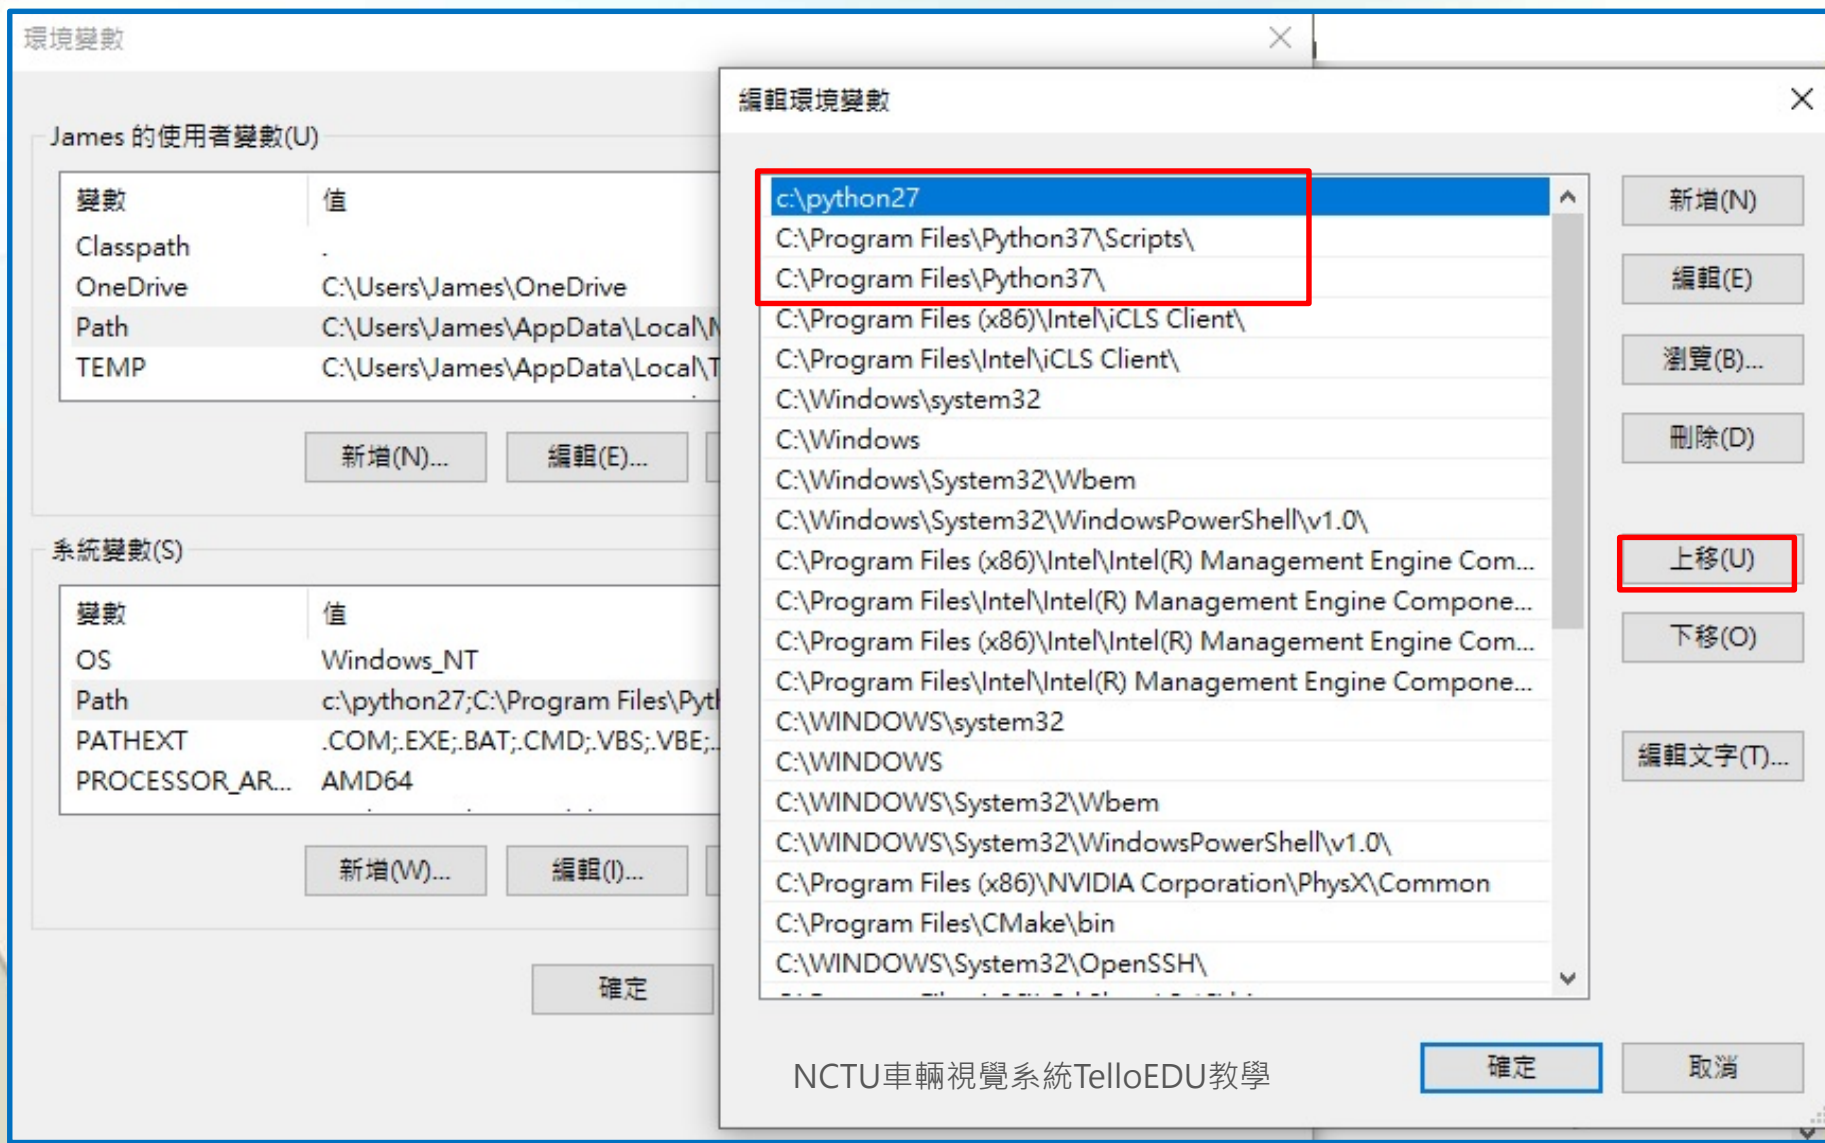 環境變數
James 的使用者變數(U)
變數 值
Classpath .
OneDrive C:\Users\James\OneDrive
Path C:\Users\James\AppData\Local\
TEMP C:\Users\James\AppData\Local\T
新增(N)... 編輯(E)...
系統變數(S)
變數 值
OS Windows_NT
Path c:\python27;C:\Program Files\Pyt
PATHEXT .COM;.EXE;.BAT;.CMD;.VBS;.VBE;.
PROCESSOR_AR... AMD64
新增(W)... 編輯(I)...
確定
編輯環境變數
c:\python27
C:\Program Files\Python37\Scripts\
C:\Program Files\Python37\
C:\Program Files (x86)\Intel\iCLS Client\
C:\Program Files\Intel\iCLS Client\
C:\Windows\system32
C:\Windows
C:\Windows\System32\Wbem
C:\Windows\System32\WindowsPowerShell\v1.0\
C:\Program Files (x86)\Intel\Intel(R) Management Engine Com...
C:\Program Files\Intel\Intel(R) Management Engine Compone...
C:\Program Files (x86)\Intel\Intel(R) Management Engine Com...
C:\Program Files\Intel\Intel(R) Management Engine Compone...
C:\WINDOWS\system32
C:\WINDOWS
C:\WINDOWS\System32\Wbem
C:\WINDOWS\System32\WindowsPowerShell\v1.0\
C:\Program Files (x86)\NVIDIA Corporation\PhysX\Common
C:\Program Files\CMake\bin
C:\WINDOWS\System32\OpenSSH\
新增(N)
編輯(E)
瀏覽(B)...
刪除(D)
上移(U)
下移(O)
編輯文字(T)...
確定 取消
NCTU車輛視覺系統TelloEDU教學